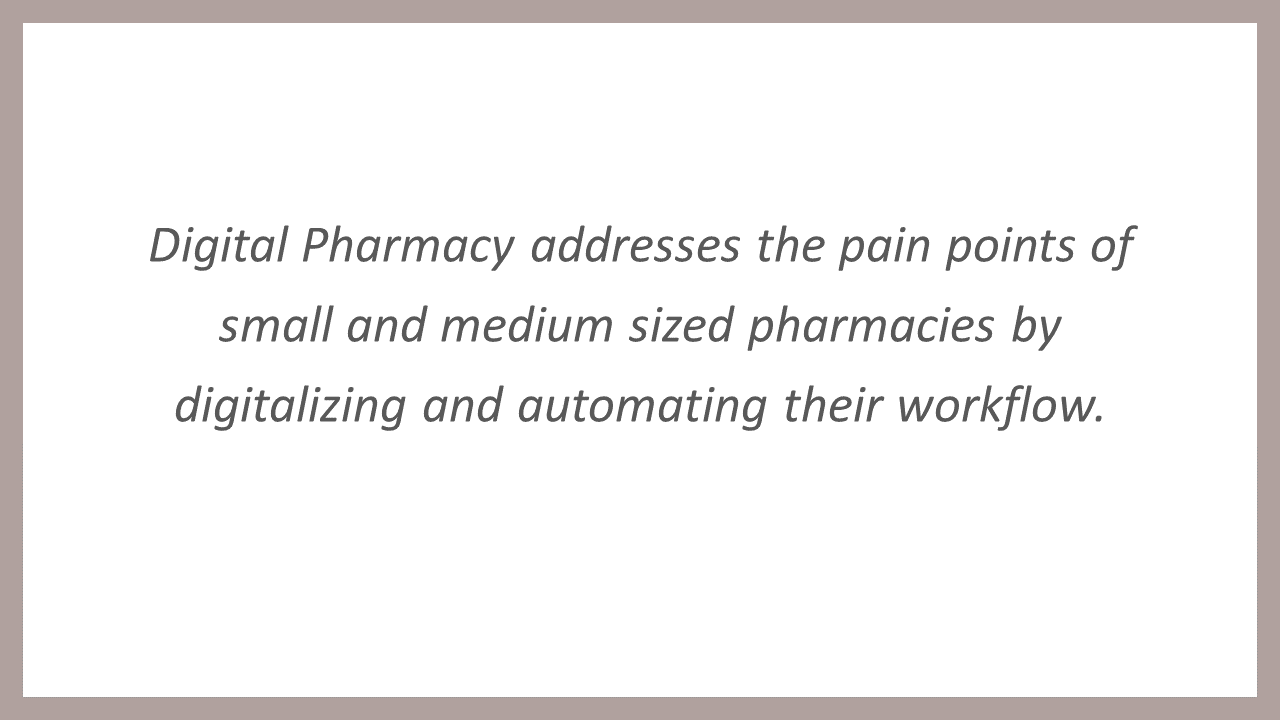 Digital Pharmacy addresses the pain points of
small and medium sized pharmacies by
digitalizing and automating their workflow.